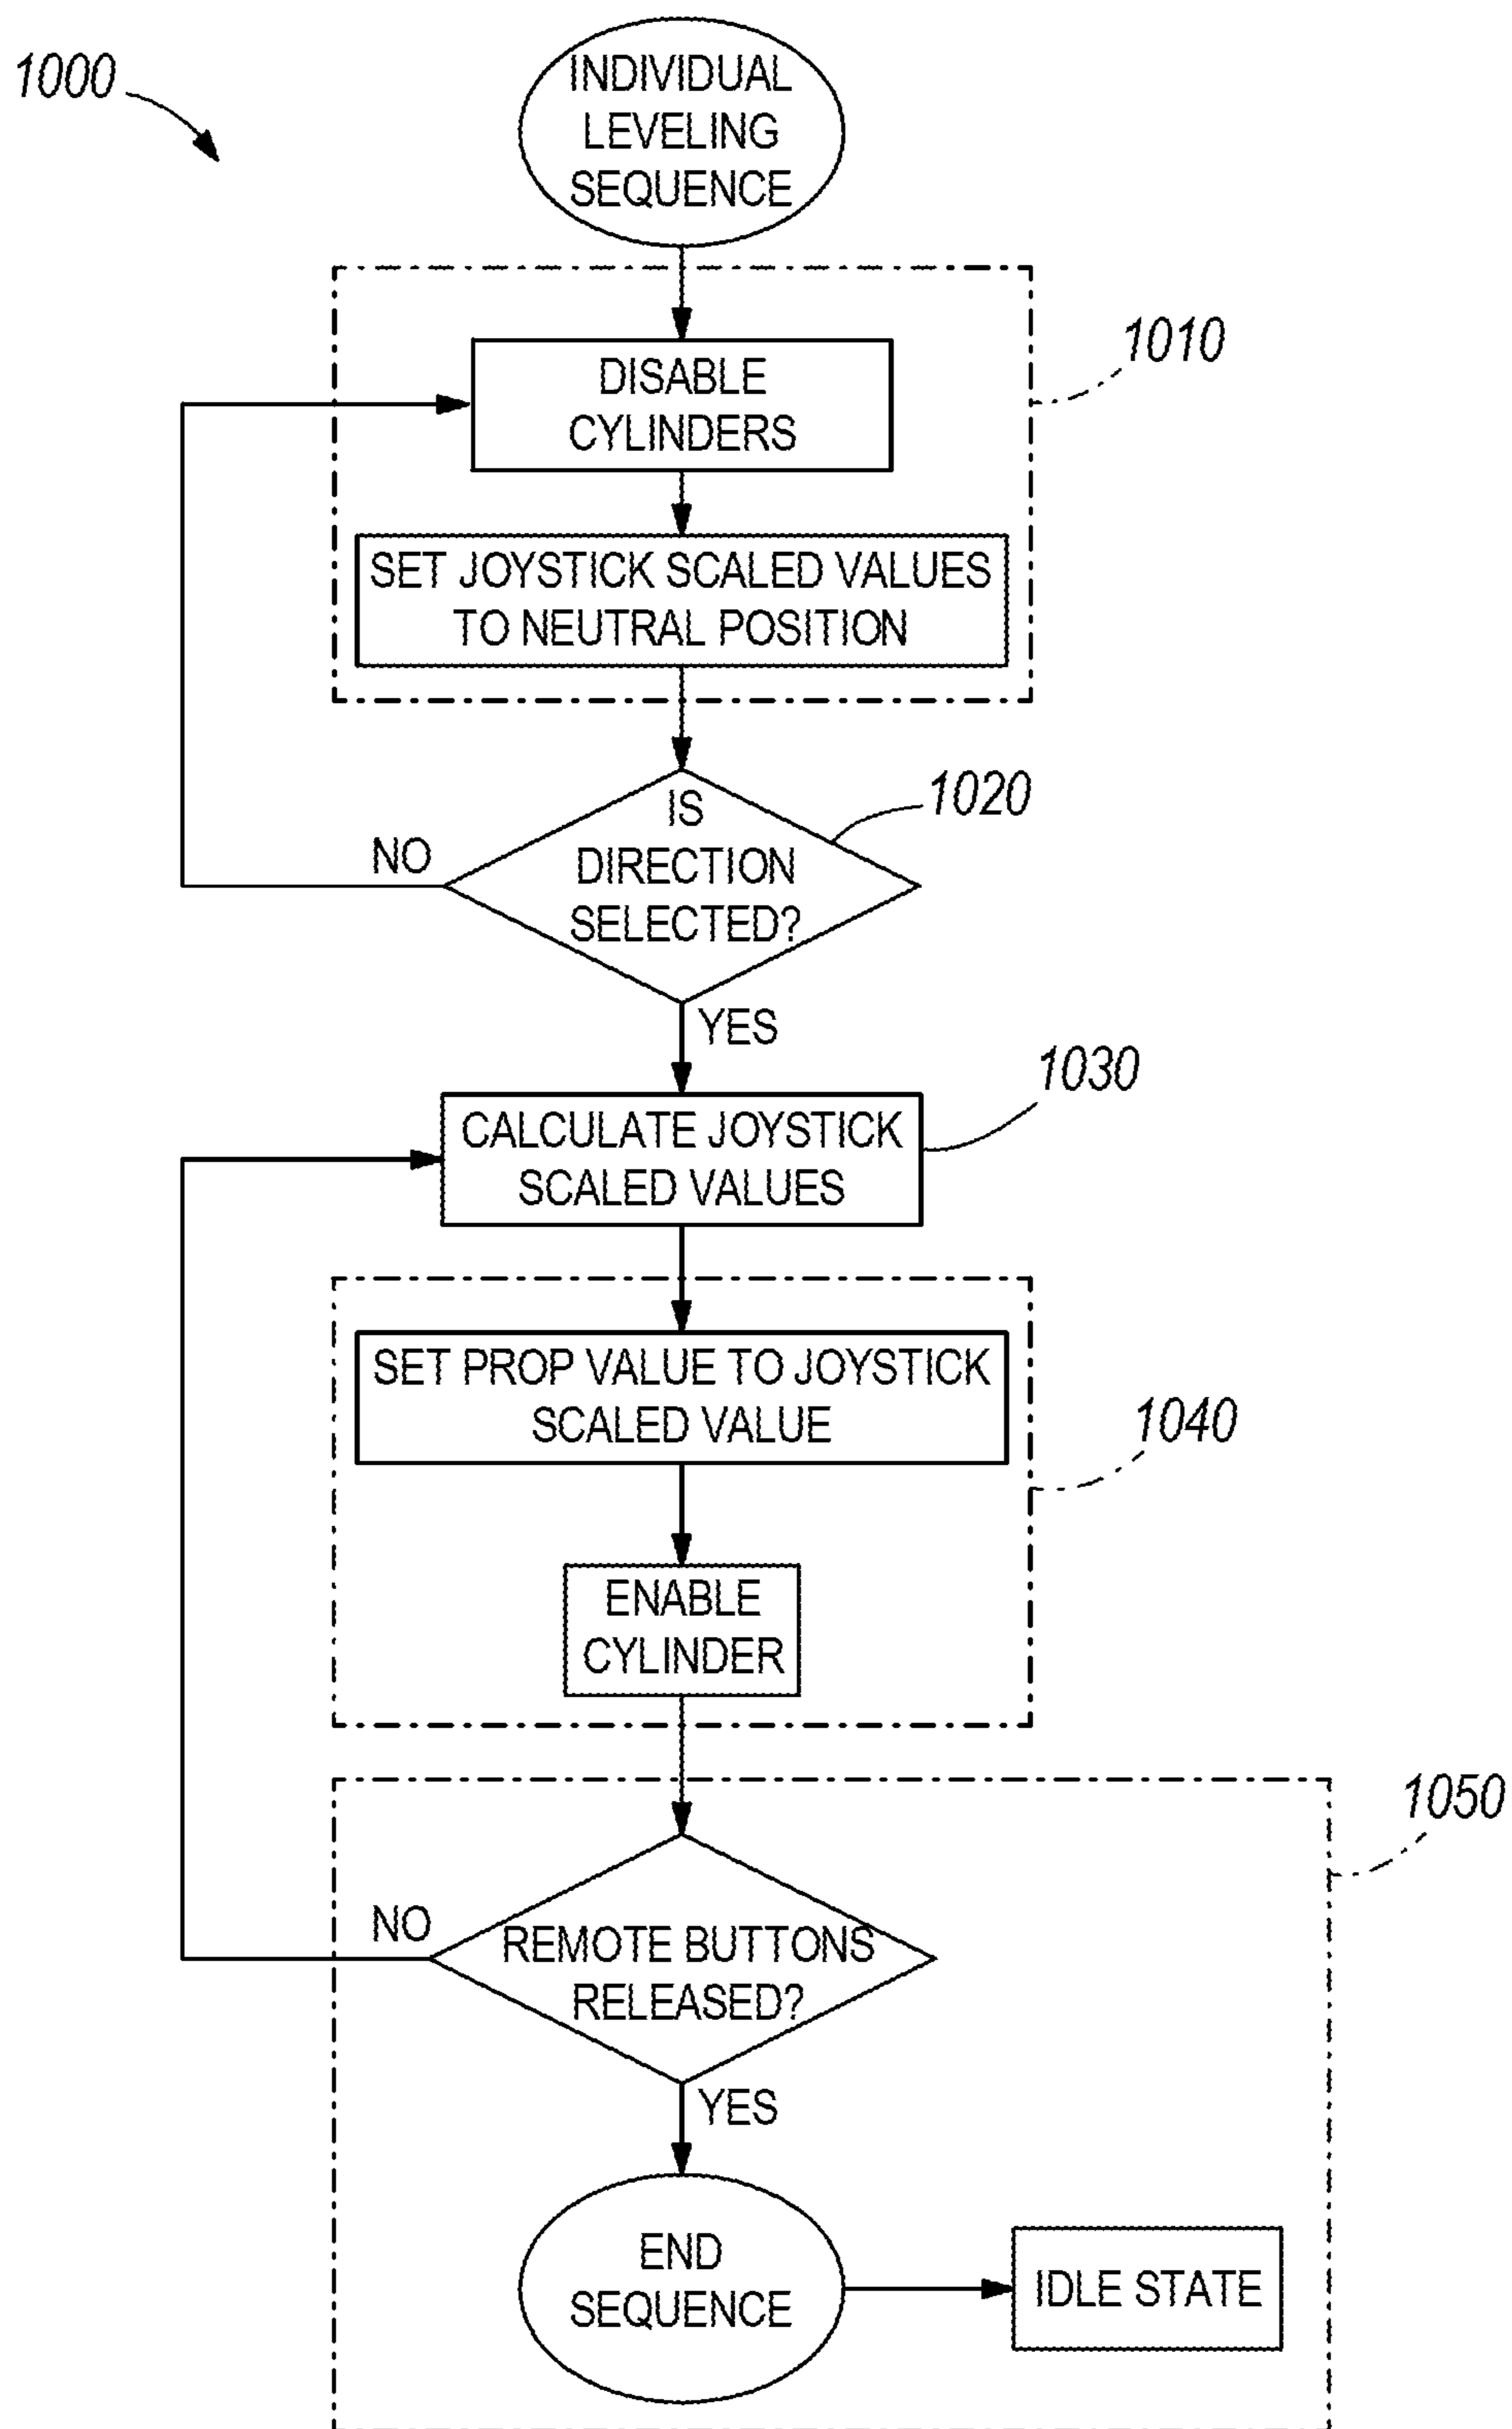 1000
INDIVIDUAL
LEVELING
SEQUENCE
1010
DISABLE
CYLINDERS
SET JOYSTICK SCALED VALUES
TO NEUTRAL POSITION
1020
IS
DIRECTION
SELECTED?
NO
YES
1030
CALCULATE JOYSTICK
SCALED VALUES
1040
SET PROP VALUE TO JOYSTICK
SCALED VALUE
ENABLE
CYLINDER
1050
NO
REMOTE BUTTONS
RELEASED?
YES
END
SEQUENCE
IDLE STATE